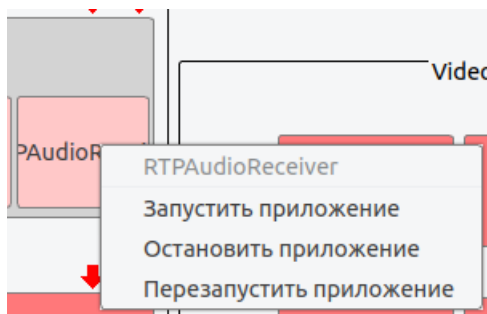 Video
PAudioR
RTPAudioReceiver
Запустить приложение
Остановить приложение
Перезапустить приложение